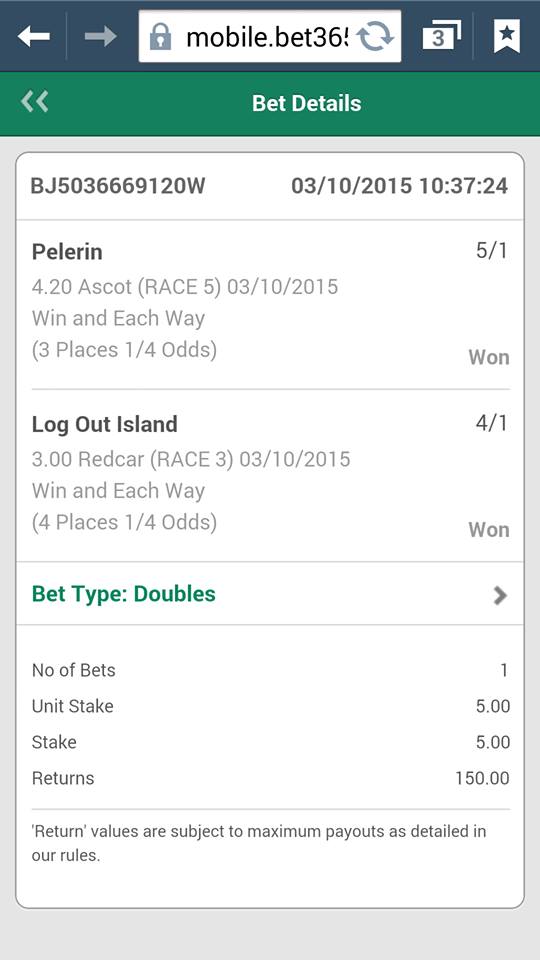 mobile.bet365
3
Bet Details
BJ5036669120W 03/10/2015 10:37:24
Pelerin 5/1
4.20 Ascot (RACE 5) 03/10/2015
Win and Each Way
(3 Places 1/4 Odds)
Won
Log Out Island 4/1
3.00 Redcar (RACE 3) 03/10/2015
Win and Each Way
(4 Places 1/4 Odds)
Won
Bet Type: Doubles
No of Bets 1
Unit Stake 5.00
Stake 5.00
Returns 150.00
'Return' values are subject to maximum payouts as detailed in
our rules.